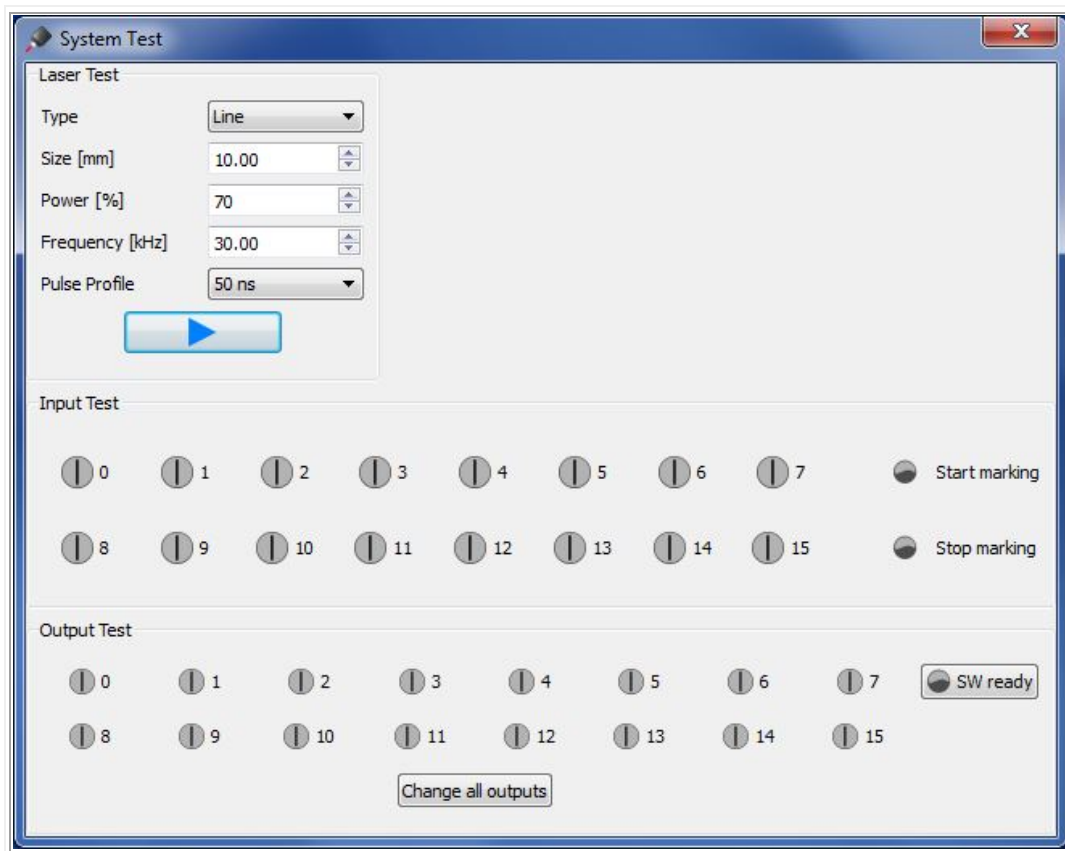 System Test
Laser Test
Type Line
Size [mm] 10.00
Power [%] 70
Frequency [kHz] 30.00
Pulse Profile 50 ns
Input Test
0 1 2 3 4 5 6 7 Start marking
8 9 10 11 12 13 14 15 Stop marking
Output Test
0 1 2 3 4 5 6 7 SW ready
8 9 10 11 12 13 14 15
Change all outputs